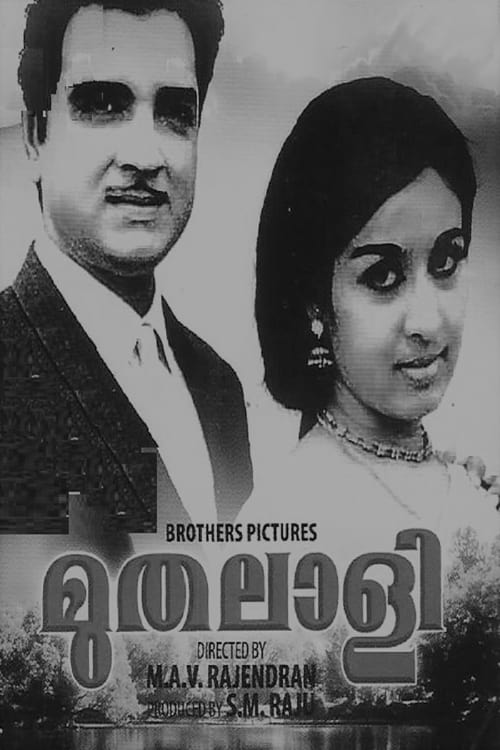 BROTHERS PICTURES
മുതലാളി
DIRECTED BY
M.A.V. RAJENDRAN
PRODUCED BY S.M. RAJU